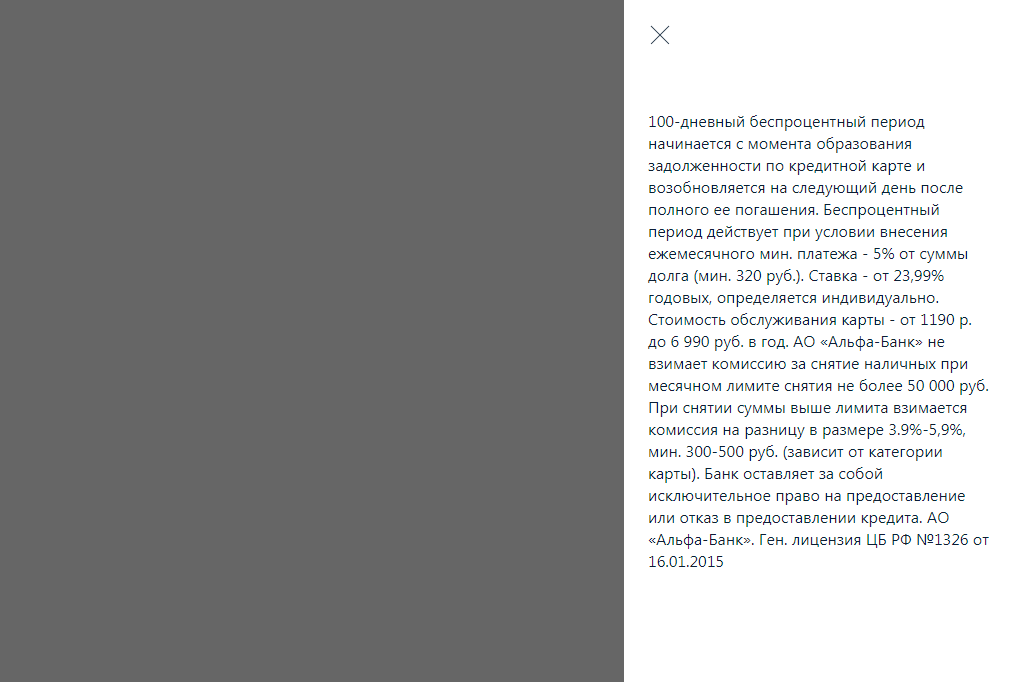 100-дневный беспроцентный период
начинается с момента образования
задолженности по кредитной карте и
возобновляется на следующий день после
полного ее погашения. Беспроцентный
период действует при условии внесения
ежемесячного мин. платежа - 5% от суммы
долга (мин. 320 руб.). Ставка - от 23,99%
годовых, определяется индивидуально.
Стоимость обслуживания карты - от 1190 р.
до 6 990 руб. в год. АО «Альфа-Банк» не
взимает комиссию за снятие наличных при
месячном лимите снятия не более 50 000 руб.
При снятии суммы выше лимита взимается
комиссия на разницу в размере 3.9%-5,9%,
мин. 300-500 руб. (зависит от категории
карты). Банк оставляет за собой
исключительное право на предоставление
или отказ в предоставлении кредита. АО
«Альфа-Банк». Ген. лицензия ЦБ РФ №1326 от
16.01.2015